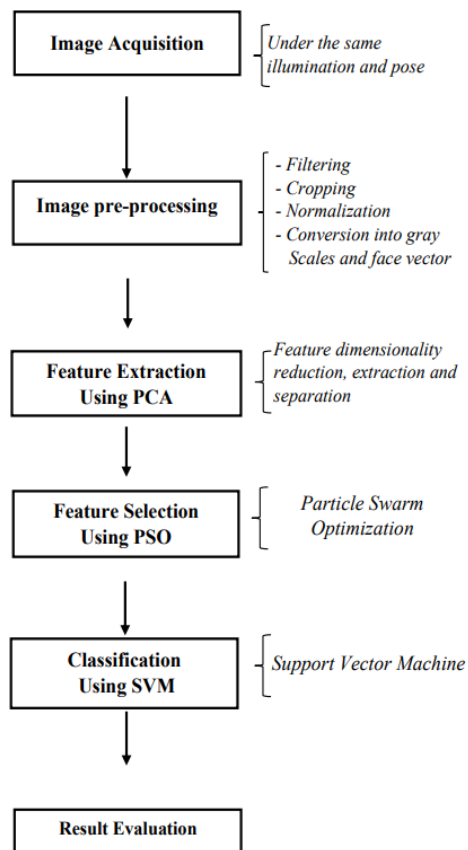 Image Acquisition
Under the same
illumination and pose
Image pre-processing
- Filtering
- Cropping
- Normalization
- Conversion into gray
Scales and face vector
Feature Extraction
Using PCA
Feature dimensionality
reduction, extraction and
separation
Feature Selection
Using PSO
Particle Swarm
Optimization
Classification
Using SVM
Support Vector Machine
Result Evaluation